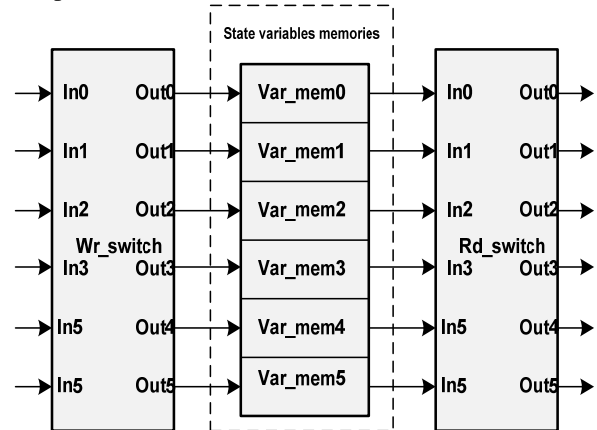 State variables memories
In0 Out0 Var_mem0 In0 Out0
In1 Out1 Var_mem1 In1 Out1
In2 Out2 Var_mem2 In2 Out2
Wr_switch Rd_switch
In3 Out3 Var_mem3 In3 Out3
In5 Out4 Var_mem4 In5 Out4
In5 Out5 Var_mem5 In5 Out5